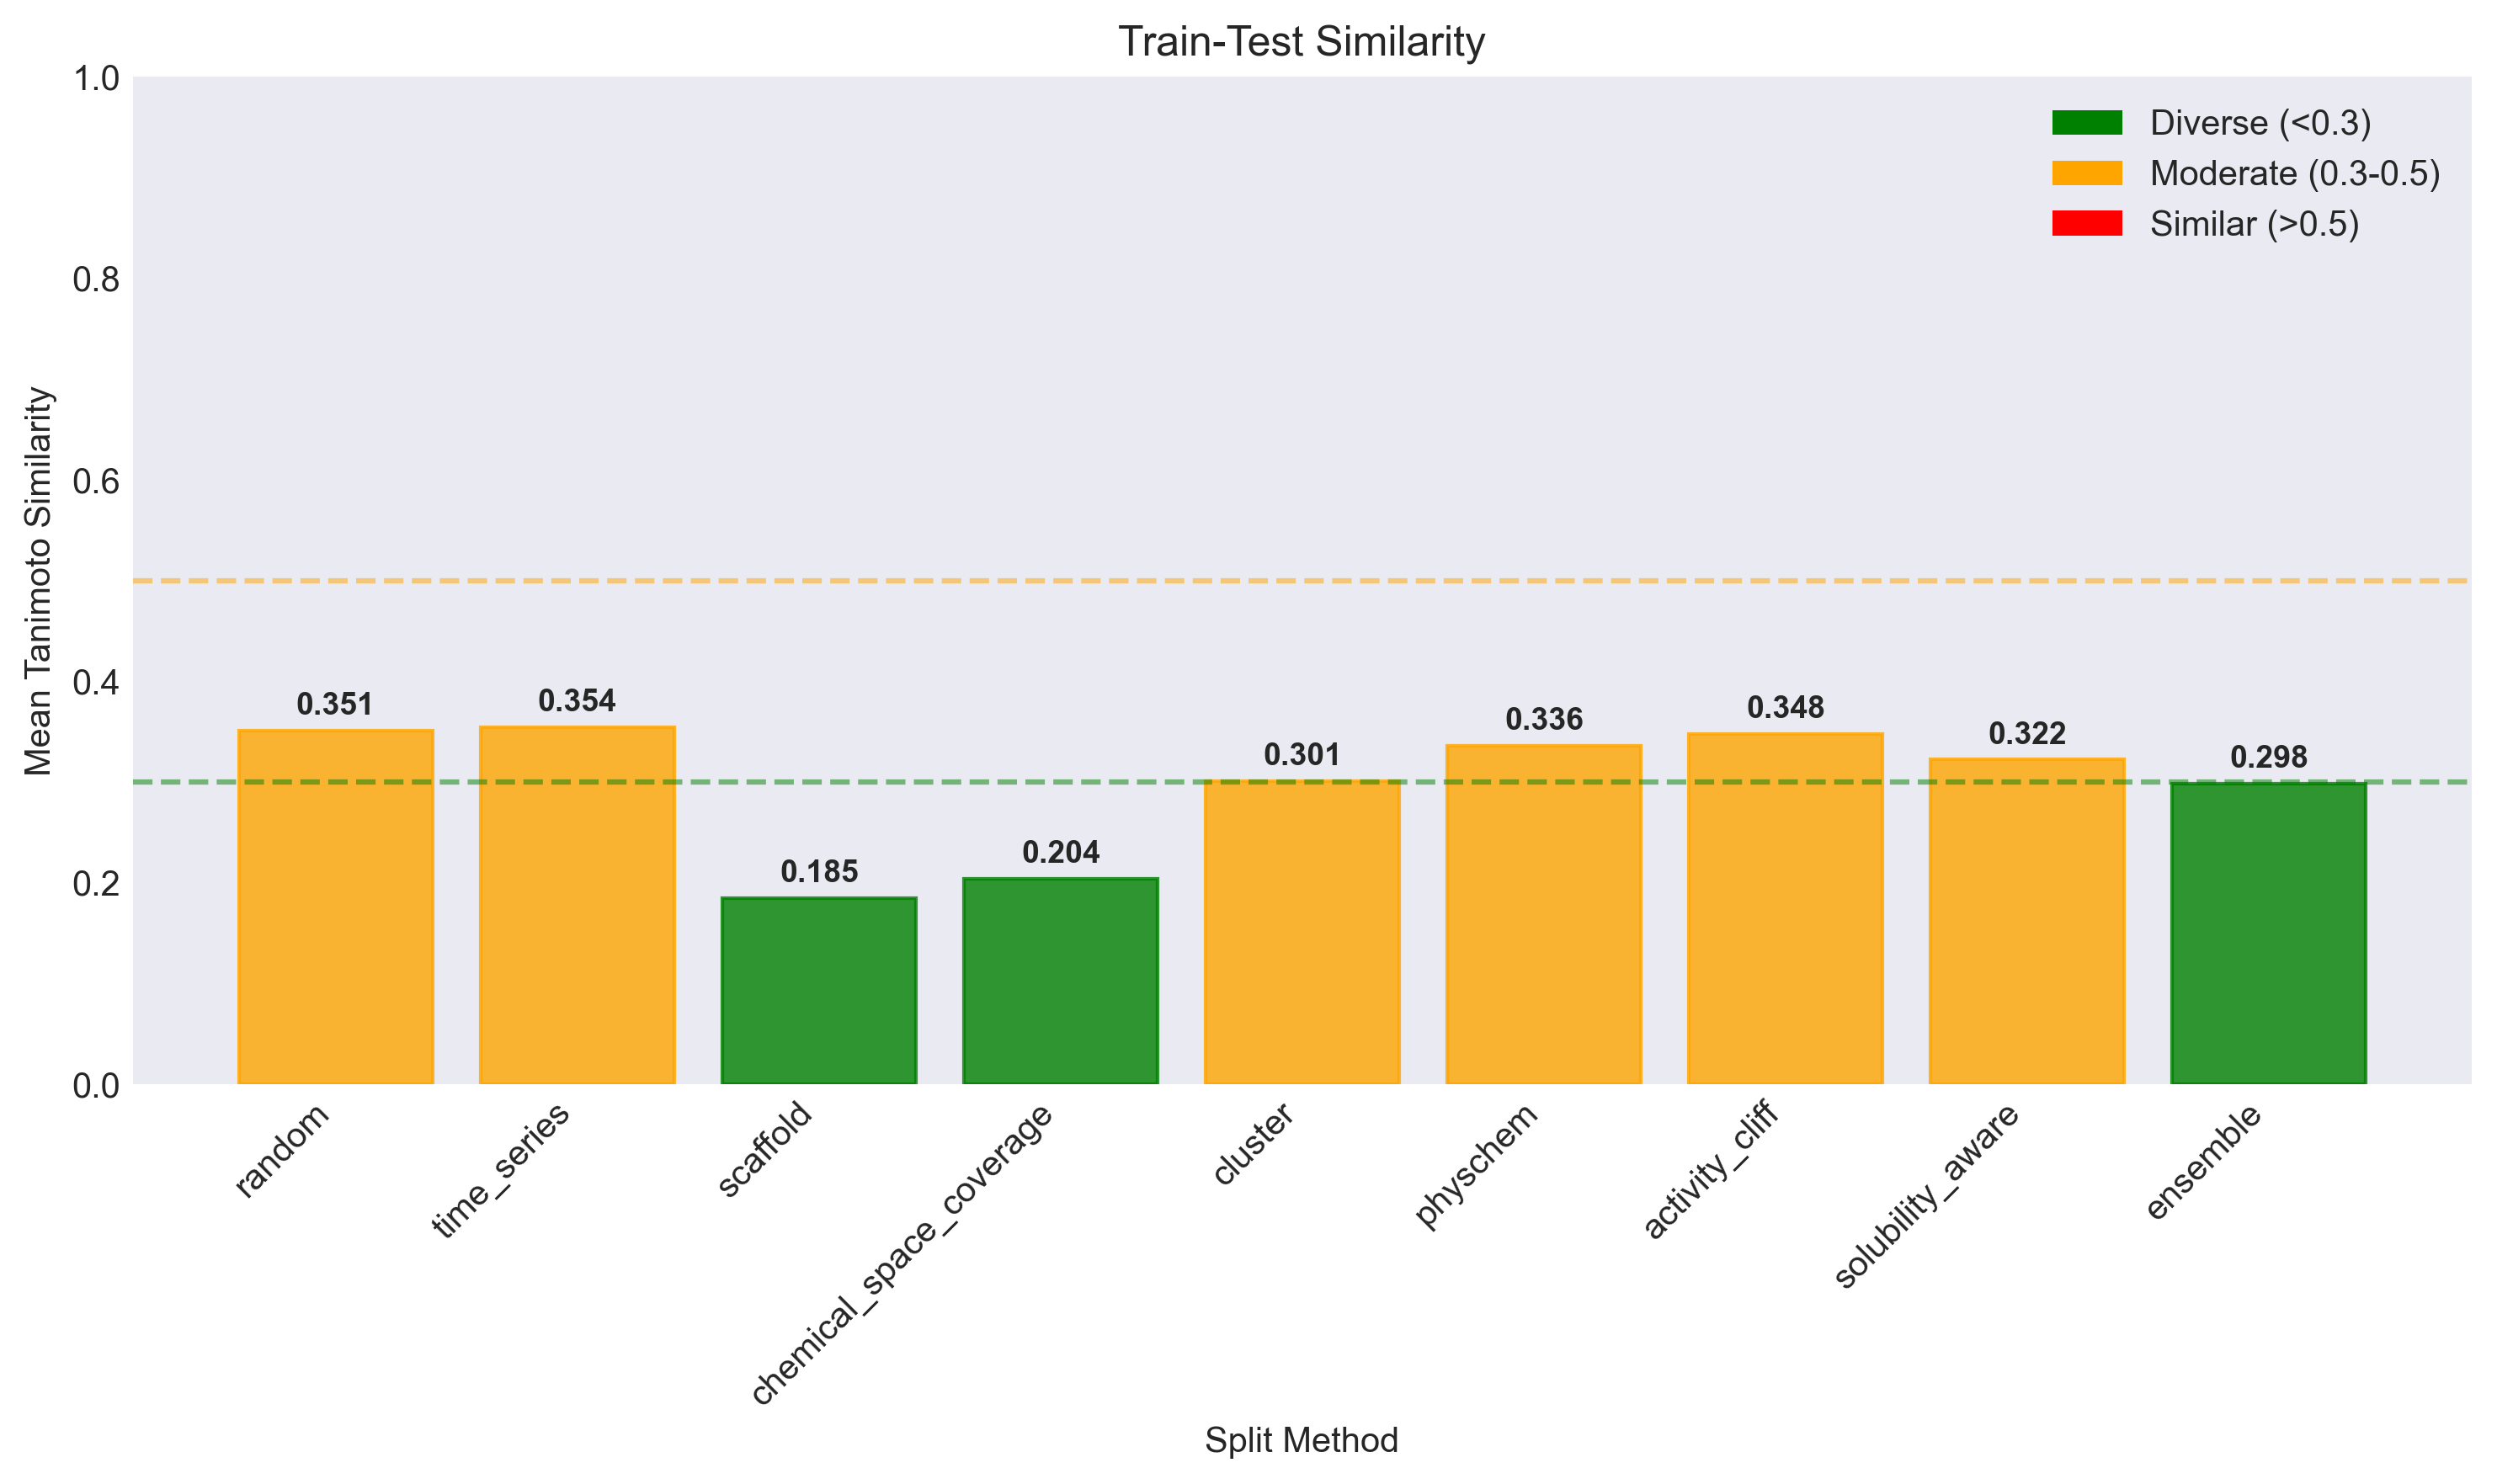 Train-Test Similarity
Diverse (<0.3)
Moderate (0.3-0.5)
Similar (>0.5)
Mean Tanimoto Similarity
1.0
0.8
0.6
0.4
0.2
0.0
0.351
0.354
0.185
0.204
0.301
0.336
0.348
0.322
0.298
random
time_series
scaffold
chemical_space_coverage
cluster
physchem
activity_cliff
solubility_aware
ensemble
Split Method